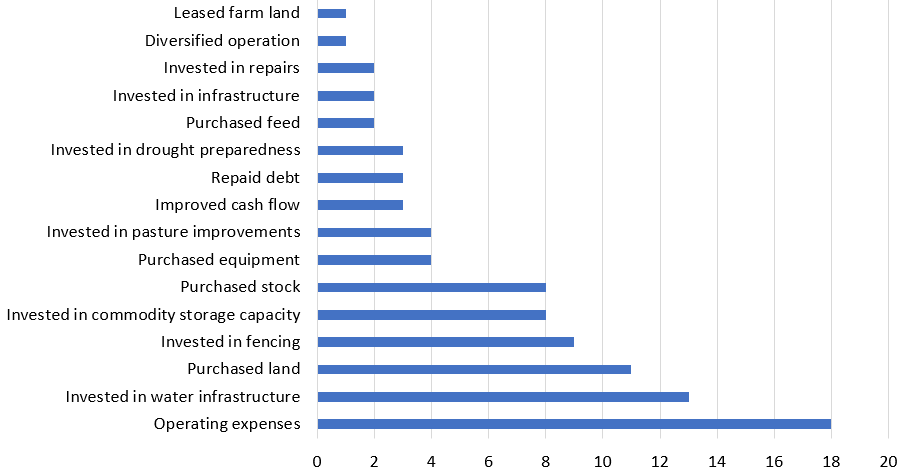 Leased farm land
Diversified operation
Invested in repairs
Invested in infrastructure
Purchased feed
Invested in drought preparedness
Repaid debt
Improved cash flow
Invested in pasture improvements
Purchased equipment
Purchased stock
Invested in commodity storage capacity
Invested in fencing
Purchased land
Invested in water infrastructure
Operating expenses
0 2 4 6 8 10 12 14 16 18 20